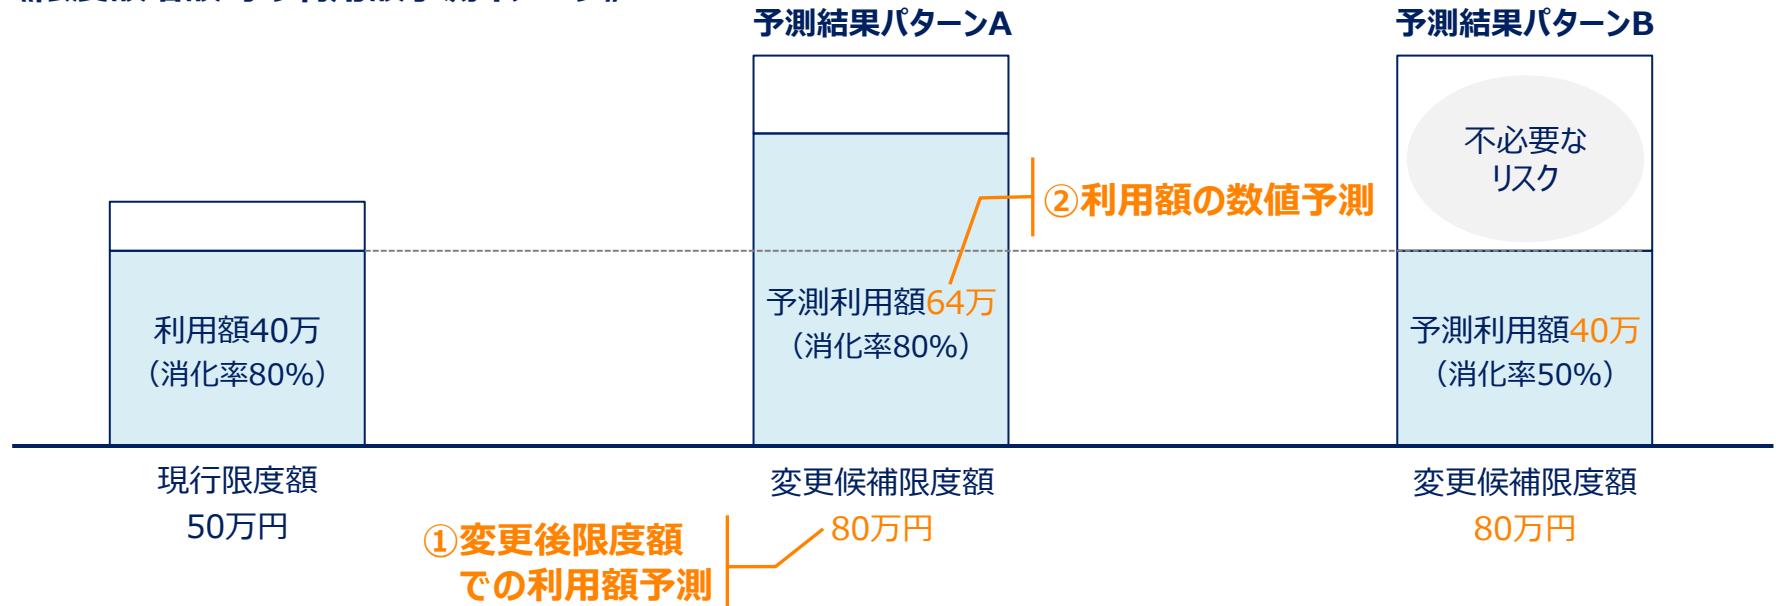 予測結果パターンA
予測結果パターンB
不必要な
リスク
②利用額の数値予測
利用額40万
（消化率80%）
予測利用額64万
（消化率80%）
予測利用額40万
（消化率50%）
現行限度額
50万円
変更候補限度額
80万円
変更候補限度額
80万円
①変更後限度額
での利用額予測